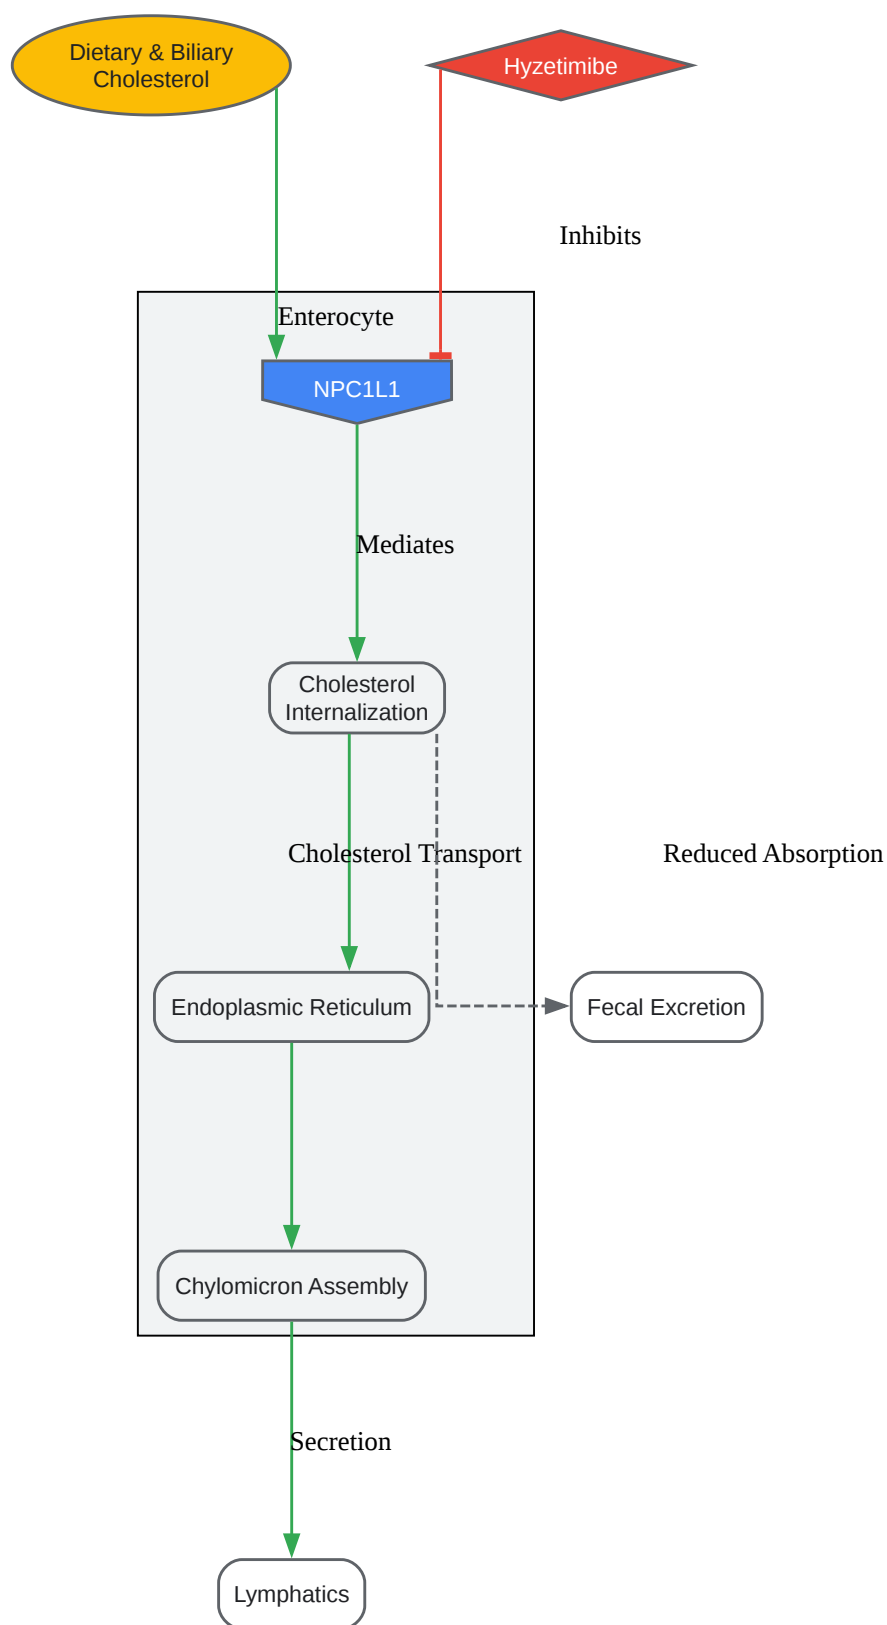 Dietary & Biliary
Cholesterol
Hyzetimibe
Inhibits
Enterocyte
NPC1L1
Mediates
Cholesterol
Internalization
Cholesterol Transport
Reduced Absorption
Endoplasmic Reticulum
Fecal Excretion
Chylomicron Assembly
Secretion
Lymphatics